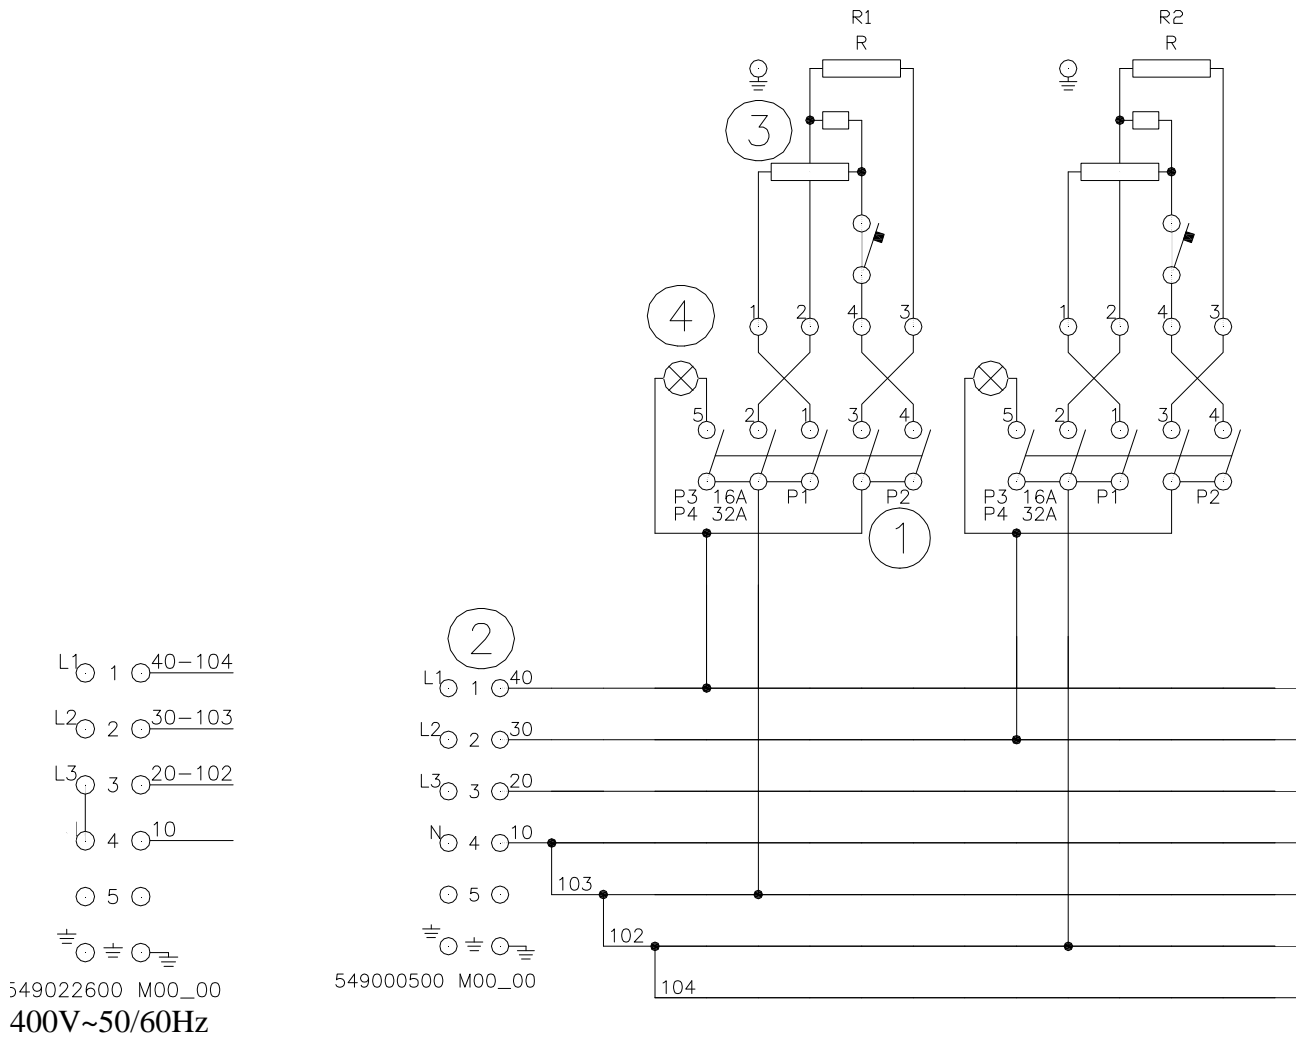 R1 R2
R R
3
4
1 2 4 3 1 2 4 3
5 2 1 3 4 5 2 1 3 4
P3 16A P1 P2 P3 16A P1 P2
P4 32A P4 32A
1
2
L1 1 40-104
L2 2 30-103
L3 3 20-102
4 10
5
549022600 M00_00
400V~50/60Hz
L1 1 40
L2 2 30
L3 3 20
N 4 10
5 103
102
549000500 M00_00
104